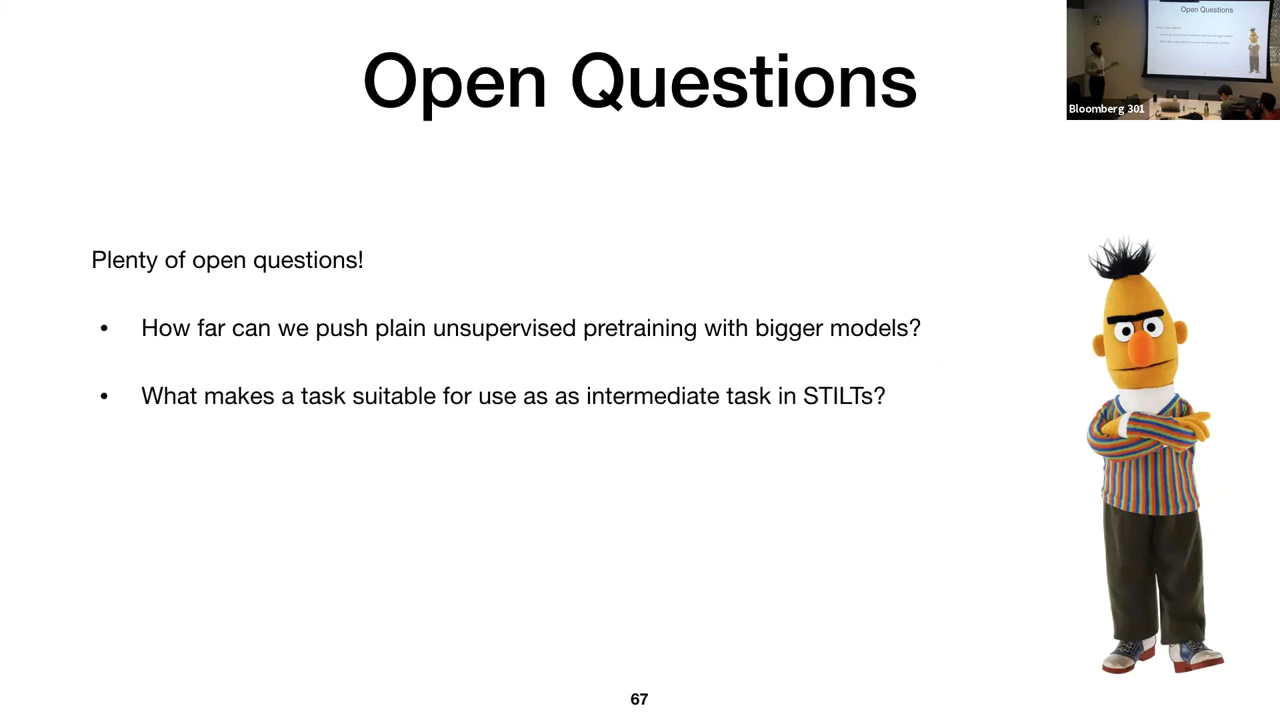 Open Questions
Plenty of open questions!
• How far can we push plain unsupervised pretraining with bigger models?
• What makes a task suitable for use as as intermediate task in STILTs?
67
Open Questions
Bloomberg 301